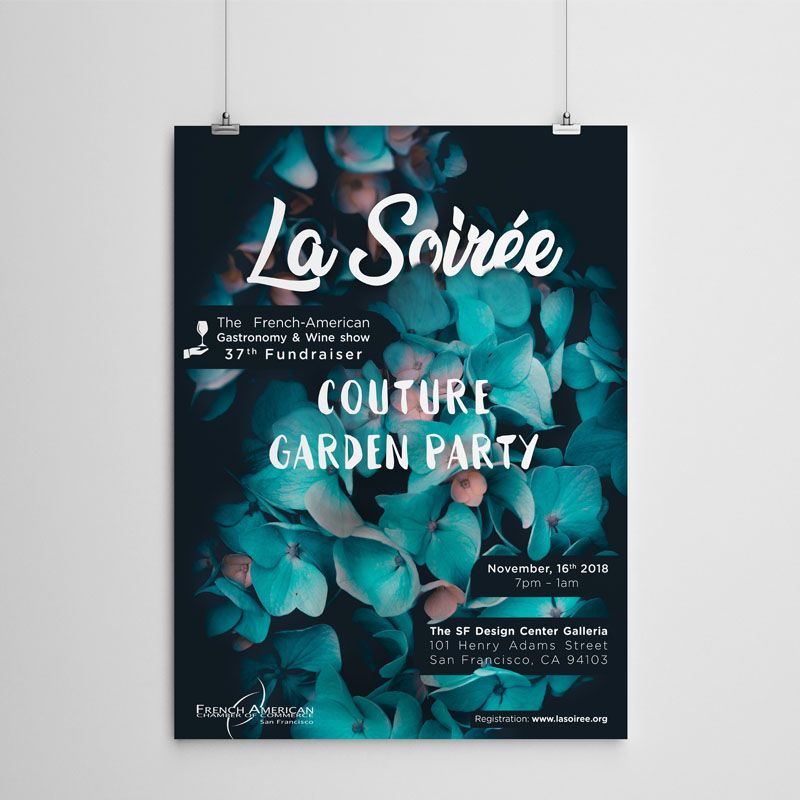 La Soirée
The French-American
Gastronomy & Wine show
37th Fundraiser
COUTURE
GARDEN PARTY
November, 16th 2018
7pm – 1am
The SF Design Center Galleria
101 Henry Adams Street
San Francisco, CA 94103
FRENCH AMERICAN
CHAMBER OF COMMERCE
San Francisco
Registration: www.lasoiree.org